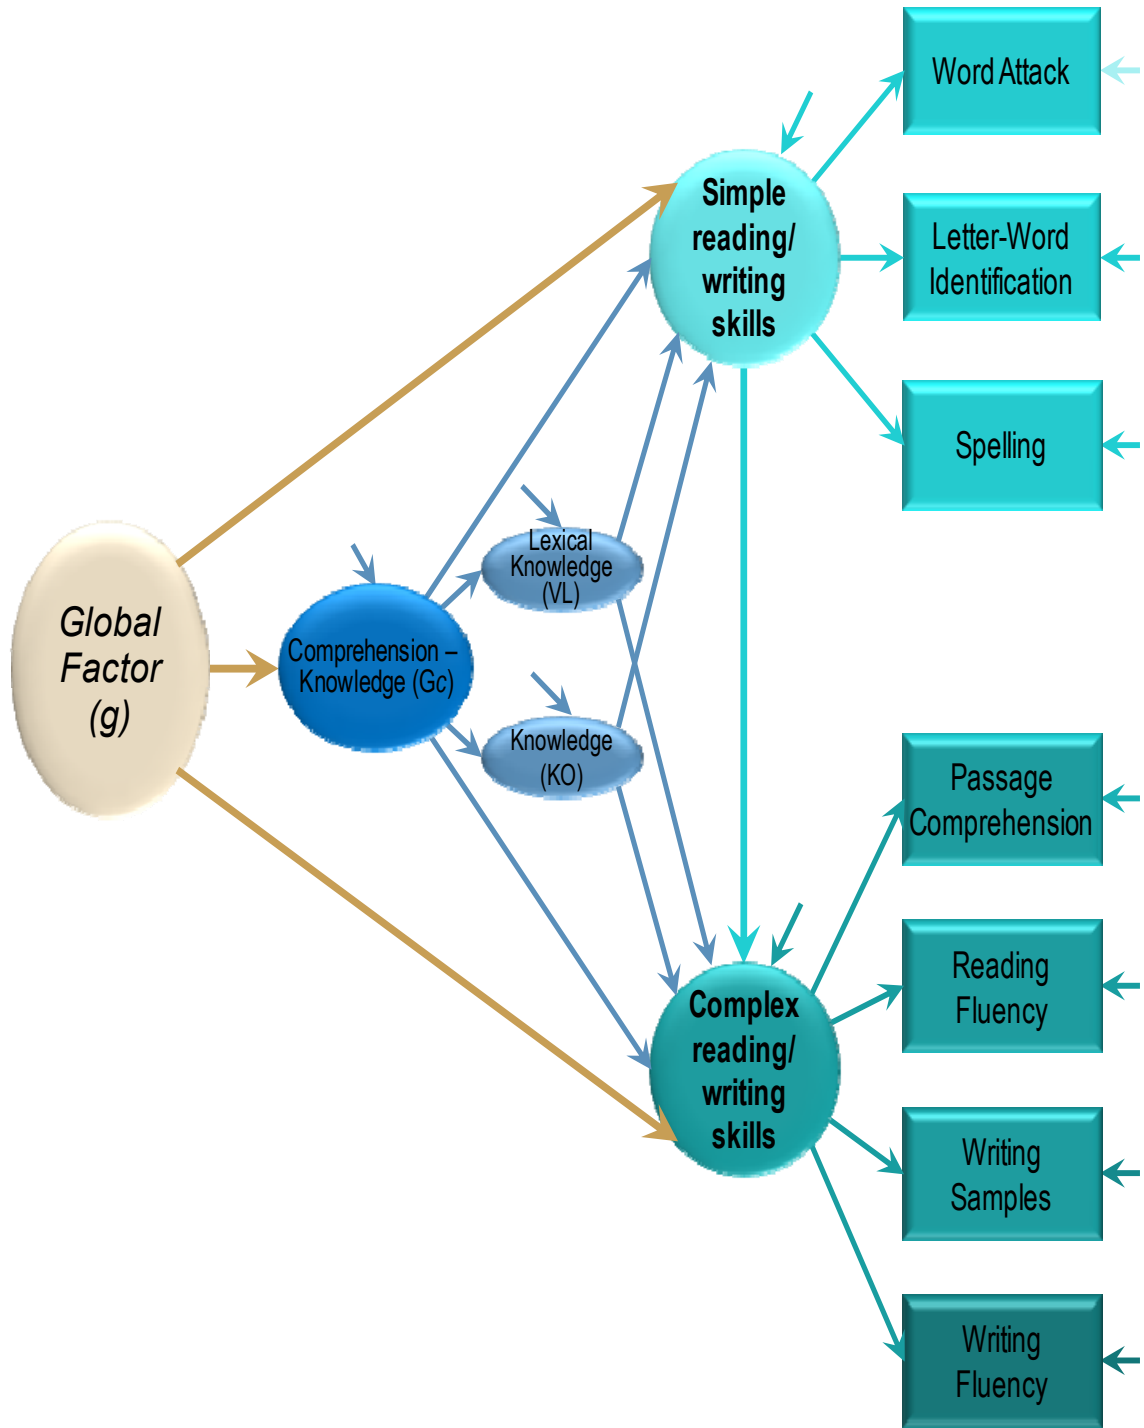 Word Attack
Simple
reading/
writing
skills
Letter-Word
Identification
Spelling
Lexical
Knowledge
(VL)
Global
Factor
(g)
Comprehension –
Knowledge (Gc)
Knowledge
(KO)
Passage
Comprehension
Complex
reading/
writing
skills
Reading
Fluency
Writing
Samples
Writing
Fluency